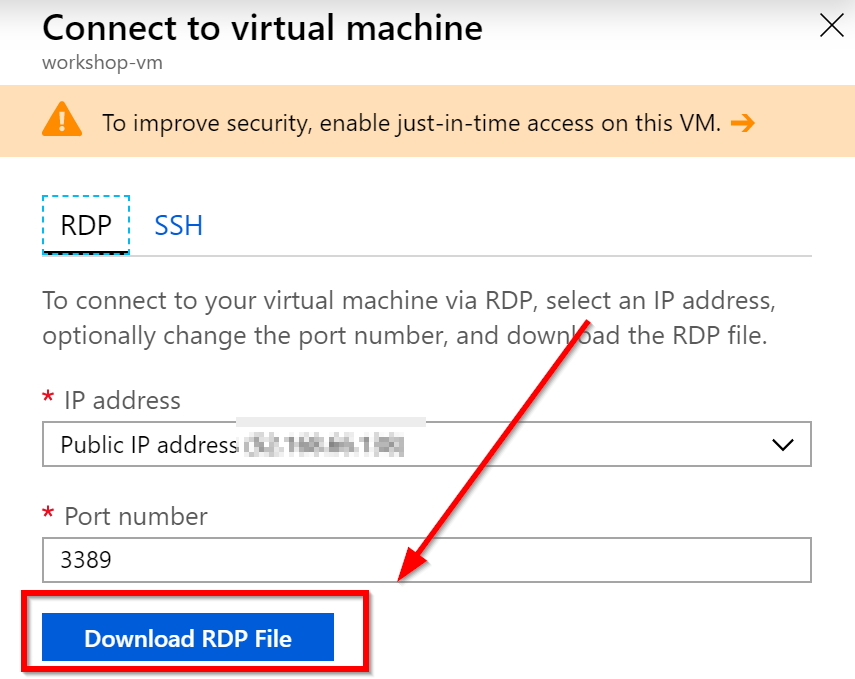 Connect to virtual machine
workshop-vm
To improve security, enable just-in-time access on this VM.
RDP SSH
To connect to your virtual machine via RDP, select an IP address,
optionally change the port number, and download the RDP file.
* IP address
Public IP address
* Port number
3389
Download RDP File